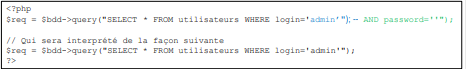 <?php
$req = $bdd->query("SELECT * FROM utilisateurs WHERE login='admin'"); -- AND password=''");
// Qui sera interprété de la façon suivante
$req = $bdd->query("SELECT * FROM utilisateurs WHERE login='admin'");
?>